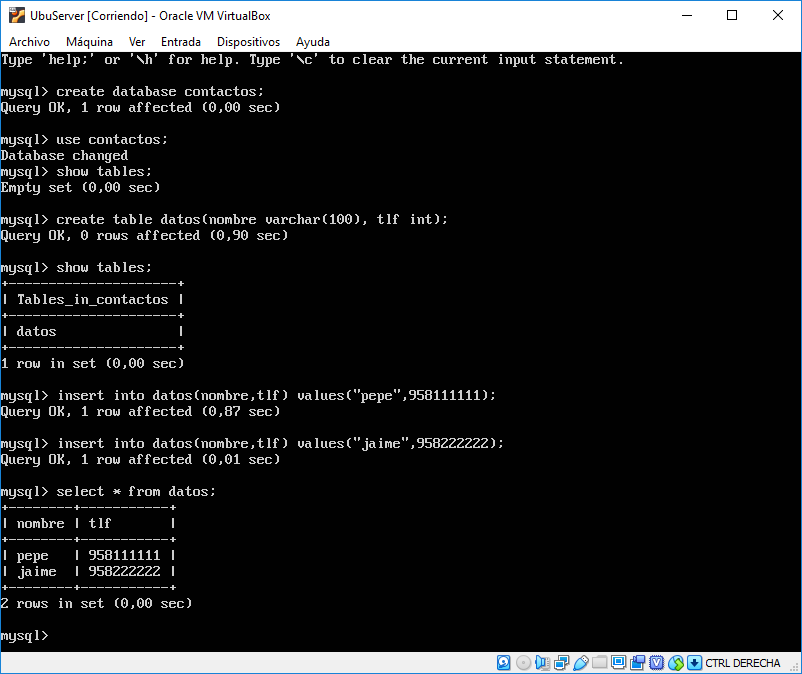 UbuServer [Corriendo] - Oracle VM VirtualBox
Archivo Máquina Ver Entrada Dispositivos Ayuda
Type 'help;' or '\h' for help. Type '\c' to clear the current input statement.
mysql> create database contactos;
Query OK, 1 row affected (0,00 sec)
mysql> use contactos;
Database changed
mysql> show tables;
Empty set (0,00 sec)
mysql> create table datos(nombre varchar(100), tlf int);
Query OK, 0 rows affected (0,90 sec)
mysql> show tables;
+---------------------+
| Tables_in_contactos |
+---------------------+
| datos               |
+---------------------+
1 row in set (0,00 sec)
mysql> insert into datos(nombre,tlf) values("pepe",958111111);
Query OK, 1 row affected (0,87 sec)
mysql> insert into datos(nombre,tlf) values("jaime",958222222);
Query OK, 1 row affected (0,01 sec)
mysql> select * from datos;
+--------+-----------+
| nombre | tlf       |
+--------+-----------+
| pepe   | 958111111 |
| jaime  | 958222222 |
+--------+-----------+
2 rows in set (0,00 sec)
mysql>
CTRL DERECHA